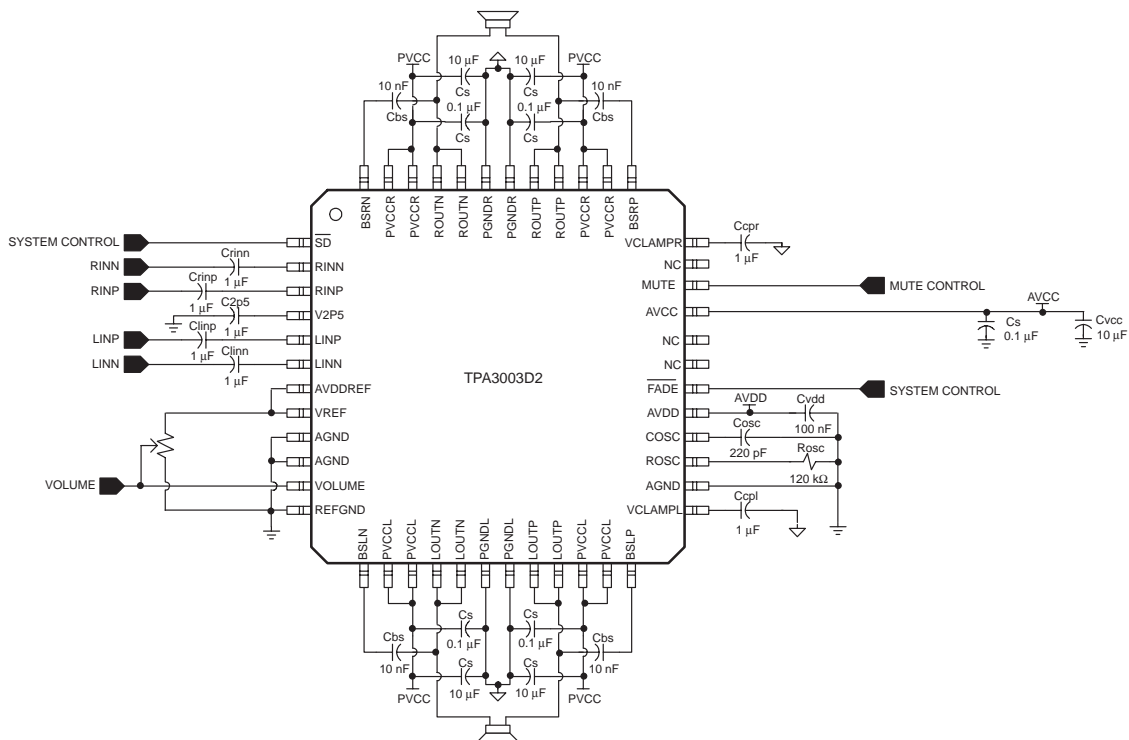 PVCC 10 µF 10 µF PVCC
10 nF Cs Cs 10 nF
Cbs 0.1 µF 0.1 µF Cbs
Cs Cs
BSRN PVCCR PVCCR ROUTN ROUTN PGNDR PGNDR ROUTP ROUTP PVCCR PVCCR BSRP
SYSTEM CONTROL SD VCLAMPR Ccpr 1 µF
RINN Crinn 1 µF RINN NC
RINP Crinp 1 µF RINP MUTE MUTE CONTROL
C2p5 1 µF V2P5 AVCC AVCC Cs 0.1 µF Cvcc 10 µF
LINP Clinp 1 µF LINP NC
LINN Clinn 1 µF LINN NC
TPA3003D2
AVDDREF FADE SYSTEM CONTROL
VREF AVDD AVDD Cvdd 100 nF
AGND COSC Cosc 220 pF
AGND ROSC Rosc 120 kΩ
VOLUME VOLUME AGND
REFGND VCLAMPL Ccpl 1 µF
BSLN PVCCL PVCCL LOUTN LOUTN PGNDL PGNDL LOUTP LOUTP PVCCL PVCCL BSLP
Cs Cs
Cbs 0.1 µF 0.1 µF Cbs
10 nF Cs Cs 10 nF
PVCC 10 µF 10 µF PVCC